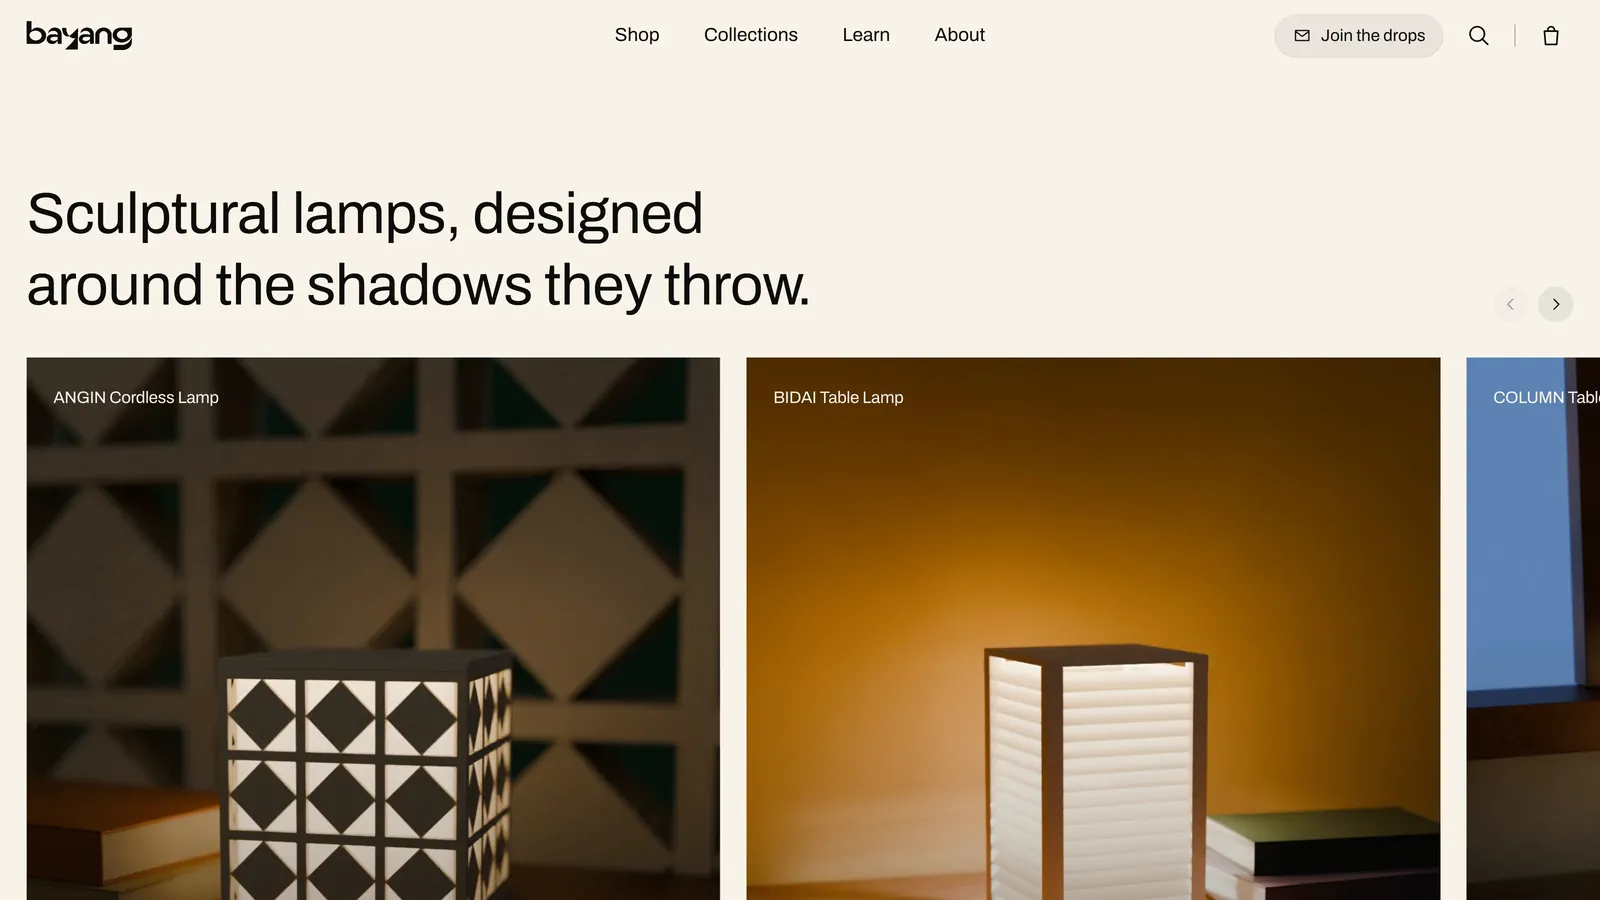 bayang
Shop
Collections
Learn
About
Join the drops
Sculptural lamps, designed
around the shadows they throw.
ANGIN Cordless Lamp
BIDAI Table Lamp
COLUMN